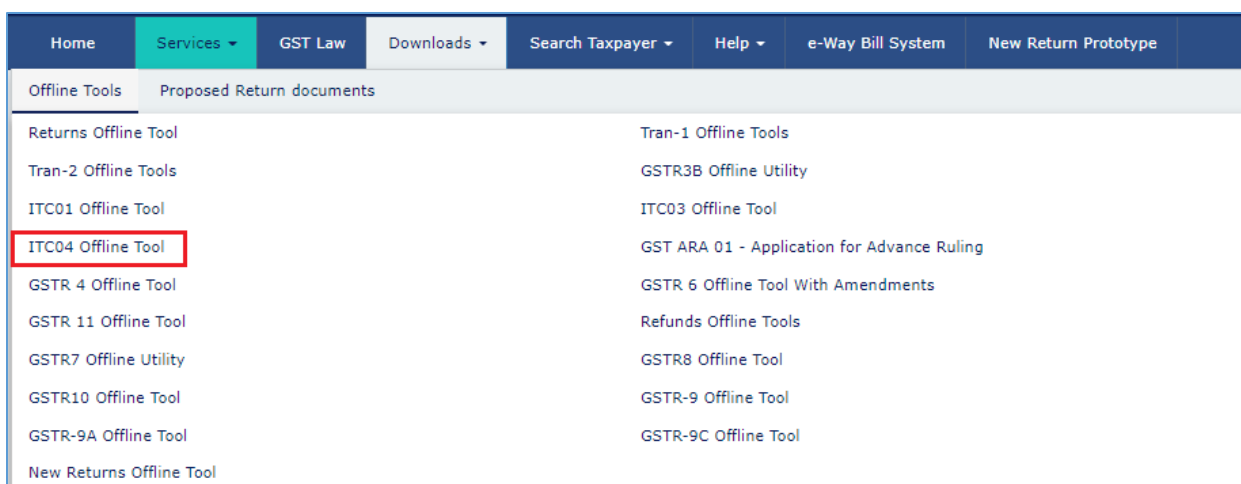 Home Services GST Law Downloads Search Taxpayer Help e-Way Bill System New Return Prototype
Offline Tools Proposed Return documents
Returns Offline Tool Tran-1 Offline Tools
Tran-2 Offline Tools GSTR3B Offline Utility
ITC01 Offline Tool ITC03 Offline Tool
ITC04 Offline Tool GST ARA 01 - Application for Advance Ruling
GSTR 4 Offline Tool GSTR 6 Offline Tool With Amendments
GSTR 11 Offline Tool Refunds Offline Tools
GSTR7 Offline Utility GSTR8 Offline Tool
GSTR10 Offline Tool GSTR-9 Offline Tool
GSTR-9A Offline Tool GSTR-9C Offline Tool
New Returns Offline Tool